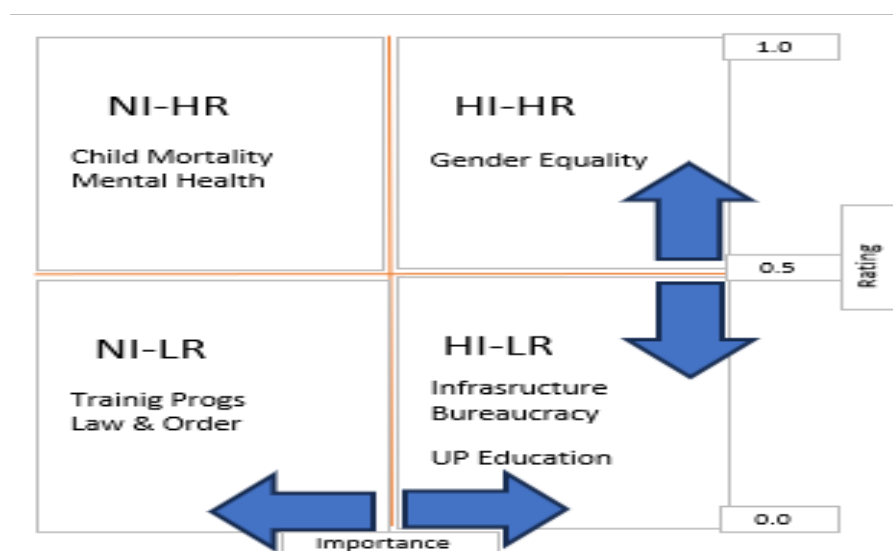 1.0
NI-HR
HI-HR
Child Mortality
Mental Health
Gender Equality
0.5
Rating
NI-LR
HI-LR
Trainig Progs
Law & Order
Infrasructure
Bureaucracy
UP Education
0.0
Importance